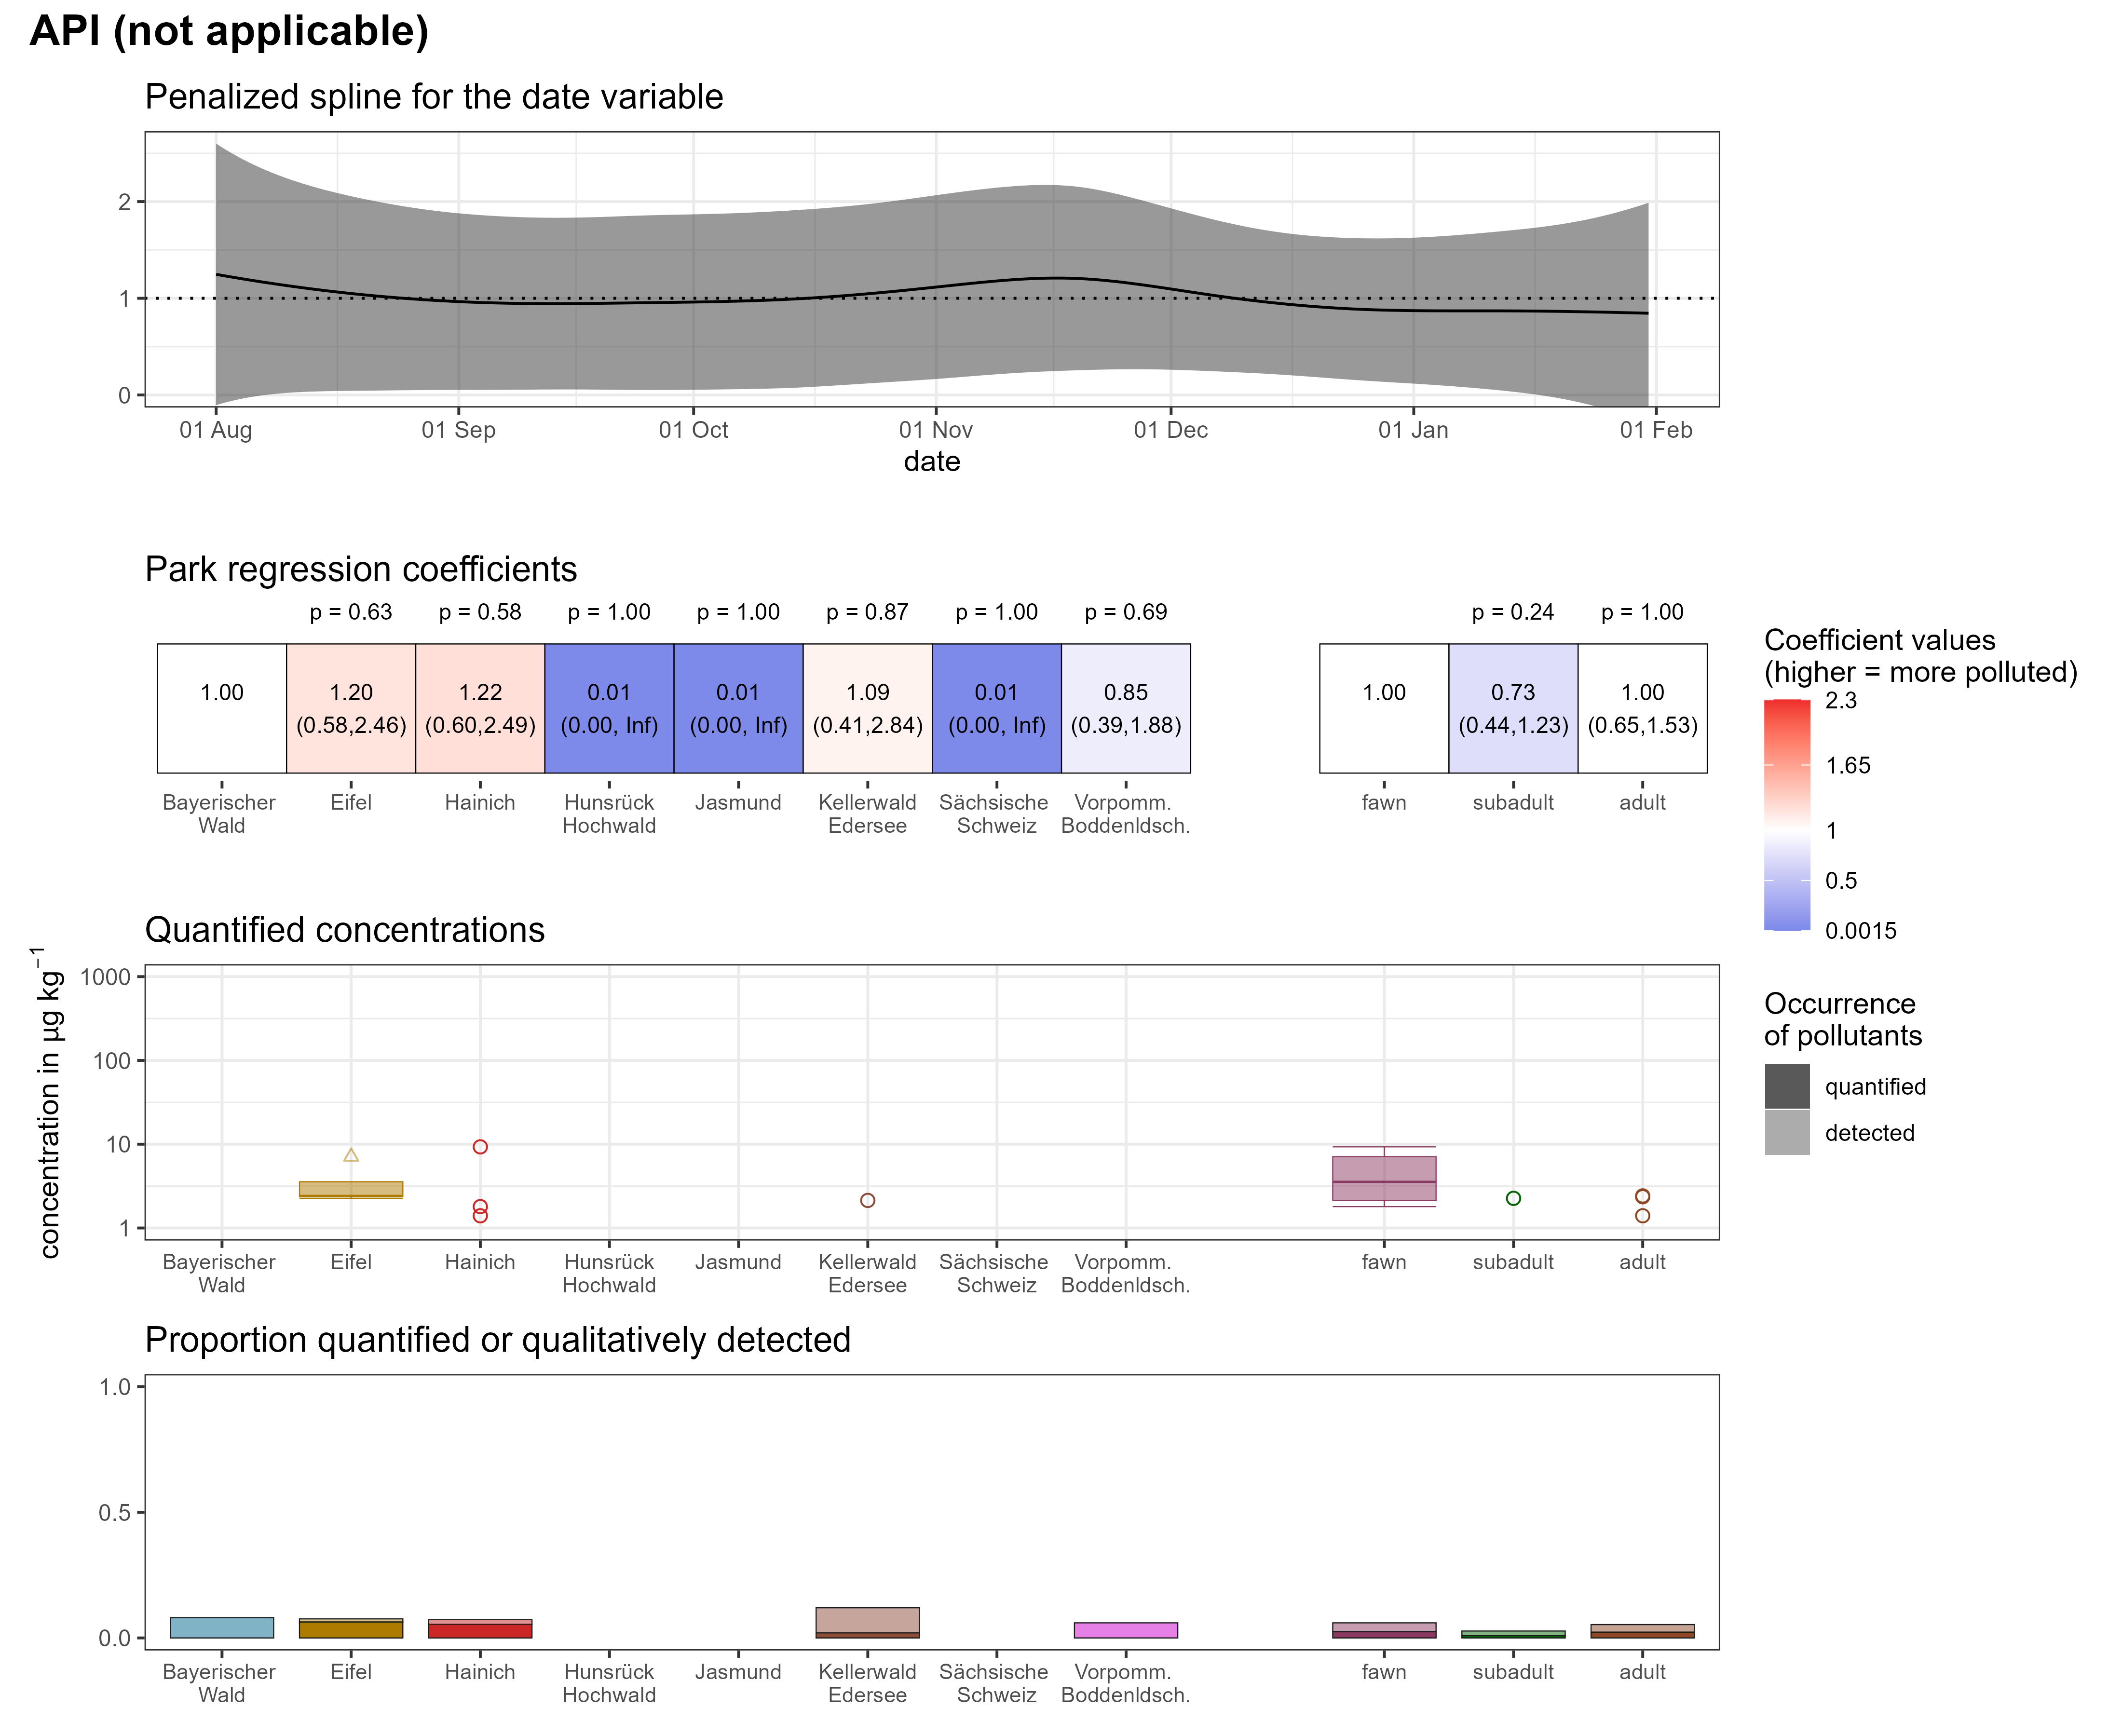 API (not applicable)
Penalized spline for the date variable
2
1
0
01 Aug 01 Sep 01 Oct 01 Nov 01 Dec 01 Jan 01 Feb
date
Park regression coefficients
p = 0.63 p = 0.58 p = 1.00 p = 1.00 p = 0.87 p = 1.00 p = 0.69 p = 0.24 p = 1.00
1.00 1.20 1.22 0.01 0.01 1.09 0.01 0.85 1.00 0.73 1.00
(0.58,2.46) (0.60,2.49) (0.00, Inf) (0.00, Inf) (0.41,2.84) (0.00, Inf) (0.39,1.88) (0.44,1.23) (0.65,1.53)
Bayerischer Eifel Hainich Hunsrück Jasmund Kellerwald Sächsische Vorpomm. fawn subadult adult
Wald Hochwald Edersee Schweiz Boddenldsch.
Coefficient values
(higher = more polluted)
2.3
1.65
1
0.5
0.0015
Quantified concentrations
concentration in µg kg⁻¹
1000
100
10
1
Bayerischer Eifel Hainich Hunsrück Jasmund Kellerwald Sächsische Vorpomm. fawn subadult adult
Wald Hochwald Edersee Schweiz Boddenldsch.
Occurrence
of pollutants
quantified
detected
Proportion quantified or qualitatively detected
1.0
0.5
0.0
Bayerischer Eifel Hainich Hunsrück Jasmund Kellerwald Sächsische Vorpomm. fawn subadult adult
Wald Hochwald Edersee Schweiz Boddenldsch.